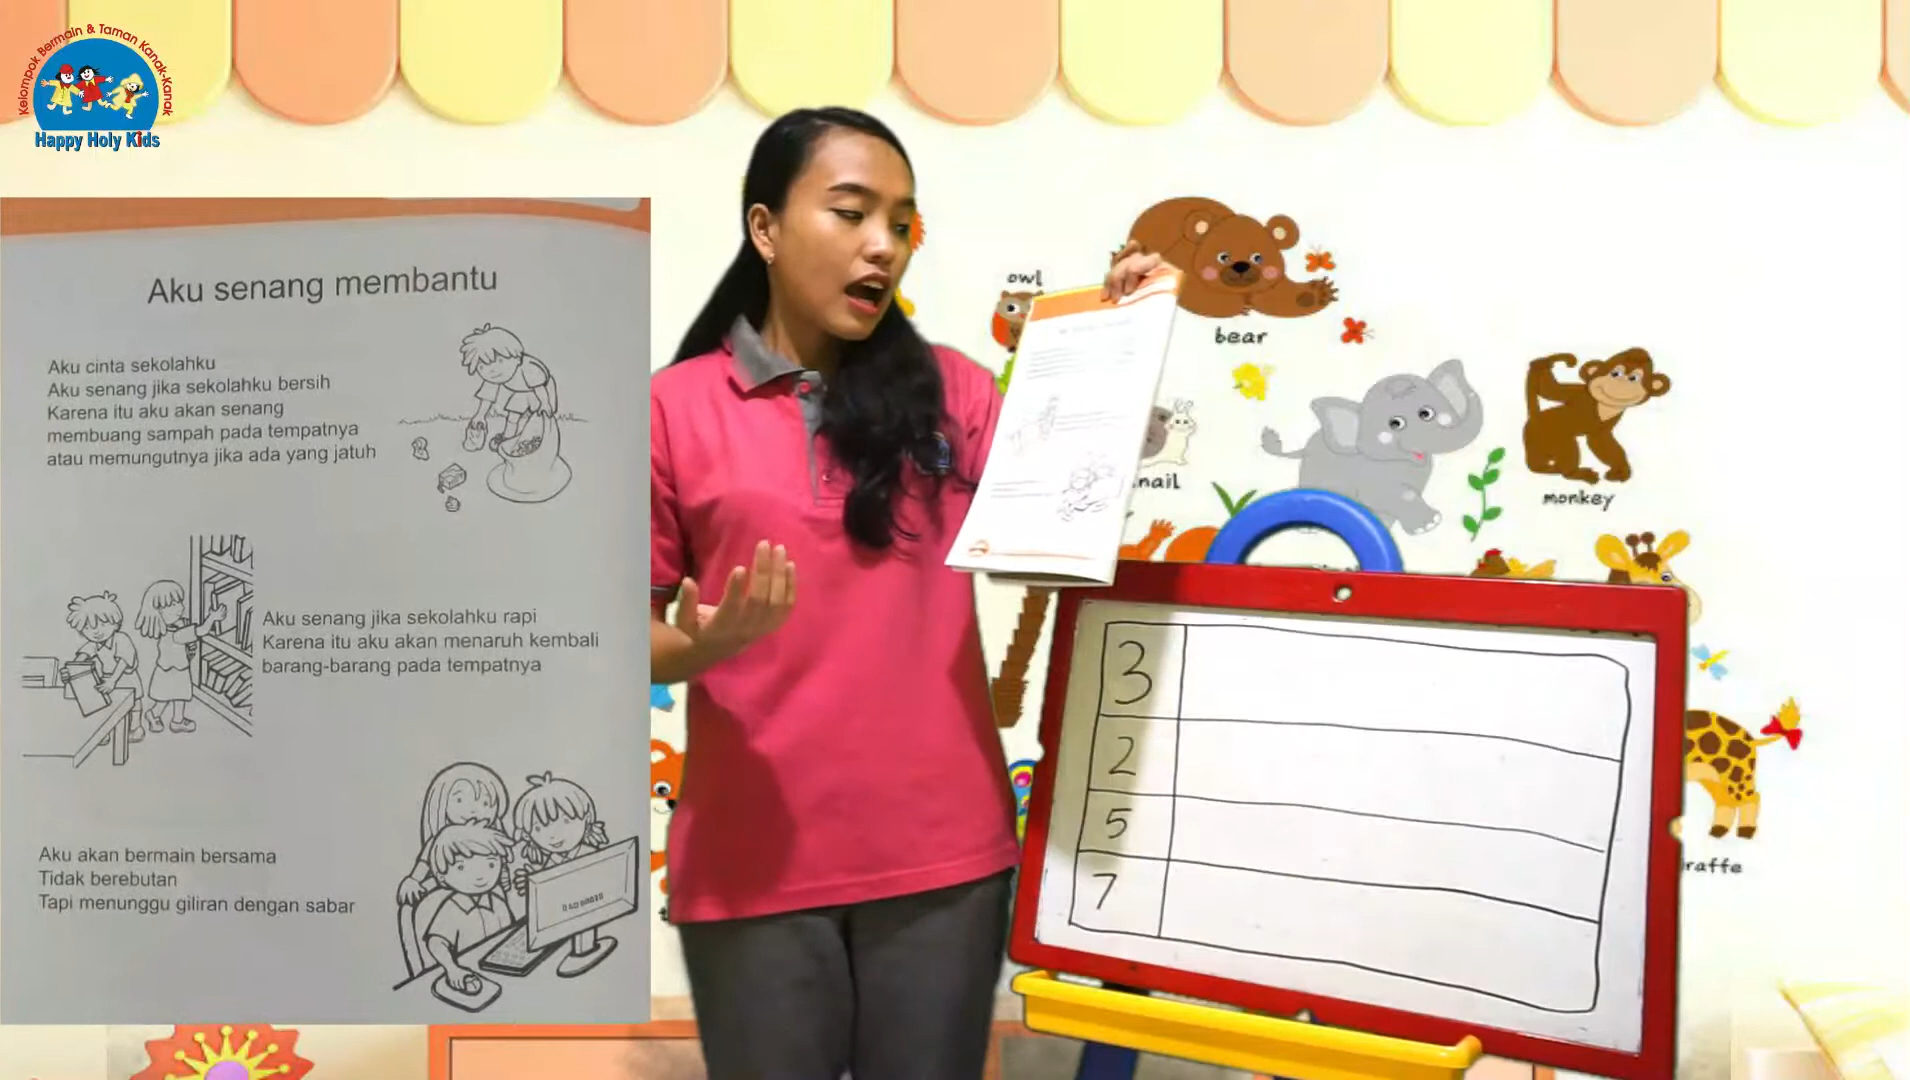 Kelompok Bermain & Taman Kanak-Kanak
Happy Holy Kids
Aku senang membantu
Aku cinta sekolahku
Aku senang jika sekolahku bersih
Karena itu aku akan senang
membuang sampah pada tempatnya
atau memungutnya jika ada yang jatuh
Aku senang jika sekolahku rapi
Karena itu aku akan menaruh kembali
barang-barang pada tempatnya
Aku akan bermain bersama
Tidak berebutan
Tapi menunggu giliran dengan sabar
owl
bear
nail
monkey
raffe
3
2
5
7